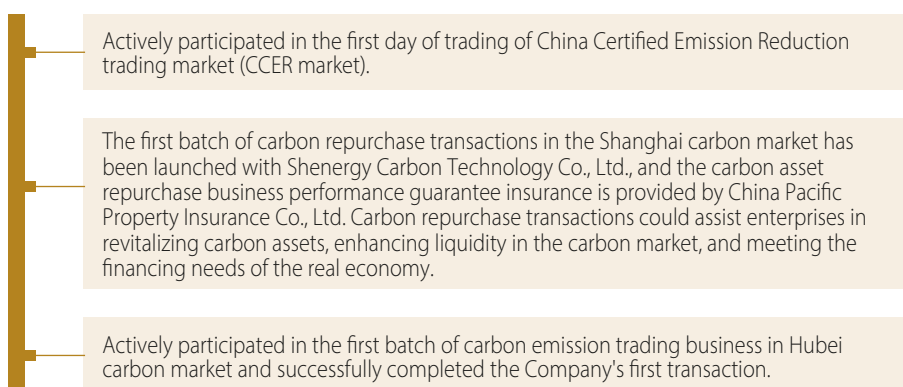 Actively participated in the first day of trading of China Certified Emission Reduction
trading market (CCER market).
The first batch of carbon repurchase transactions in the Shanghai carbon market has
been launched with Shenergy Carbon Technology Co., Ltd., and the carbon asset
repurchase business performance guarantee insurance is provided by China Pacific
Property Insurance Co., Ltd. Carbon repurchase transactions could assist enterprises in
revitalizing carbon assets, enhancing liquidity in the carbon market, and meeting the
financing needs of the real economy.
Actively participated in the first batch of carbon emission trading business in Hubei
carbon market and successfully completed the Company's first transaction.